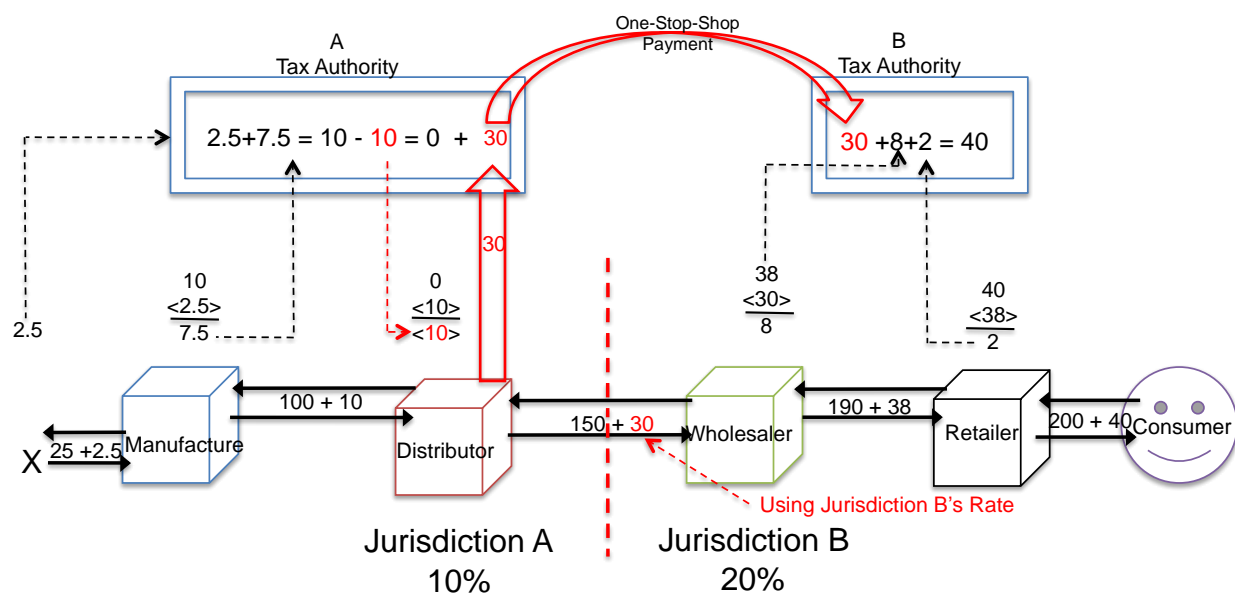 One-Stop-Shop
Payment
A
Tax Authority
B
Tax Authority
2.5+7.5 = 10 - 10 = 0 + 30
30 +8+2 = 40
30
10
<2.5>
7.5
2.5
0
<10>
<10>
38
<30>
8
40
<38>
2
100 + 10
150 + 30
190 + 38
200 + 40
25 +2.5
X
Manufacture
Distributor
Wholesaler
Retailer
Consumer
Using Jurisdiction B's Rate
Jurisdiction A
10%
Jurisdiction B
20%